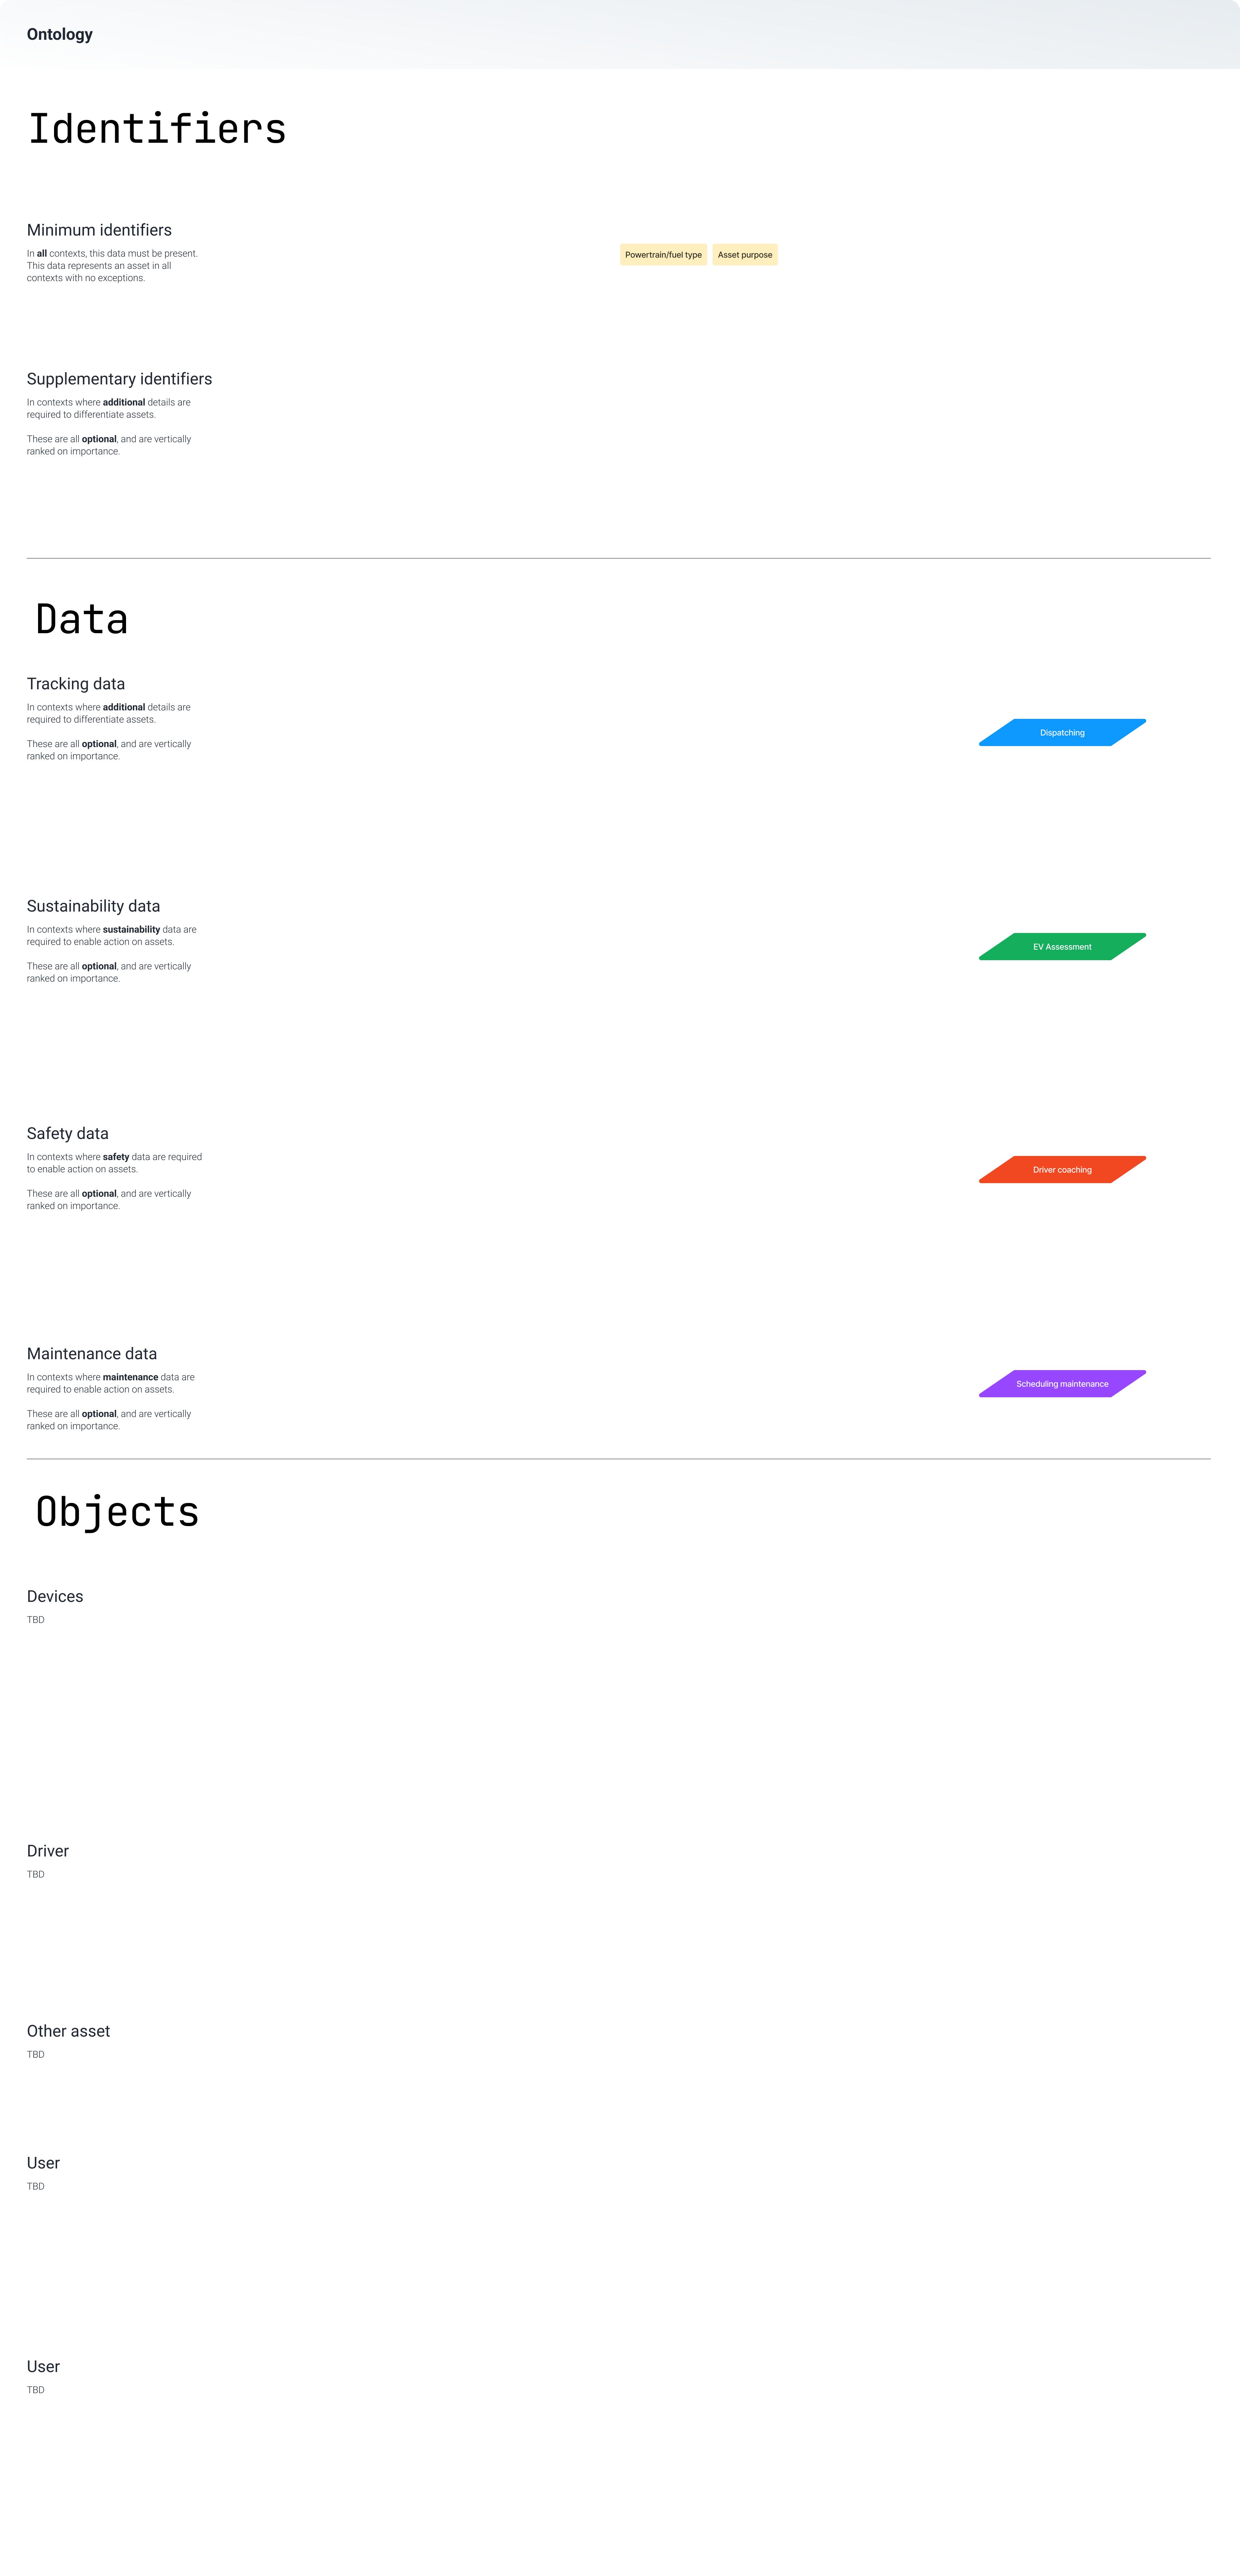 Ontology
Identifiers
Minimum identifiers
In all contexts, this data must be present.
This data represents an asset in all
contexts with no exceptions.
Powertrain/fuel type
Asset purpose
Supplementary identifiers
In contexts where additional details are
required to differentiate assets.
These are all optional, and are vertically
ranked on importance.
Data
Tracking data
In contexts where additional details are
required to differentiate assets.
These are all optional, and are vertically
ranked on importance.
Dispatching
Sustainability data
In contexts where sustainability data are
required to enable action on assets.
These are all optional, and are vertically
ranked on importance.
EV Assessment
Safety data
In contexts where safety data are required
to enable action on assets.
These are all optional, and are vertically
ranked on importance.
Driver coaching
Maintenance data
In contexts where maintenance data are
required to enable action on assets.
These are all optional, and are vertically
ranked on importance.
Scheduling maintenance
Objects
Devices
TBD
Driver
TBD
Other asset
TBD
User
TBD
User
TBD